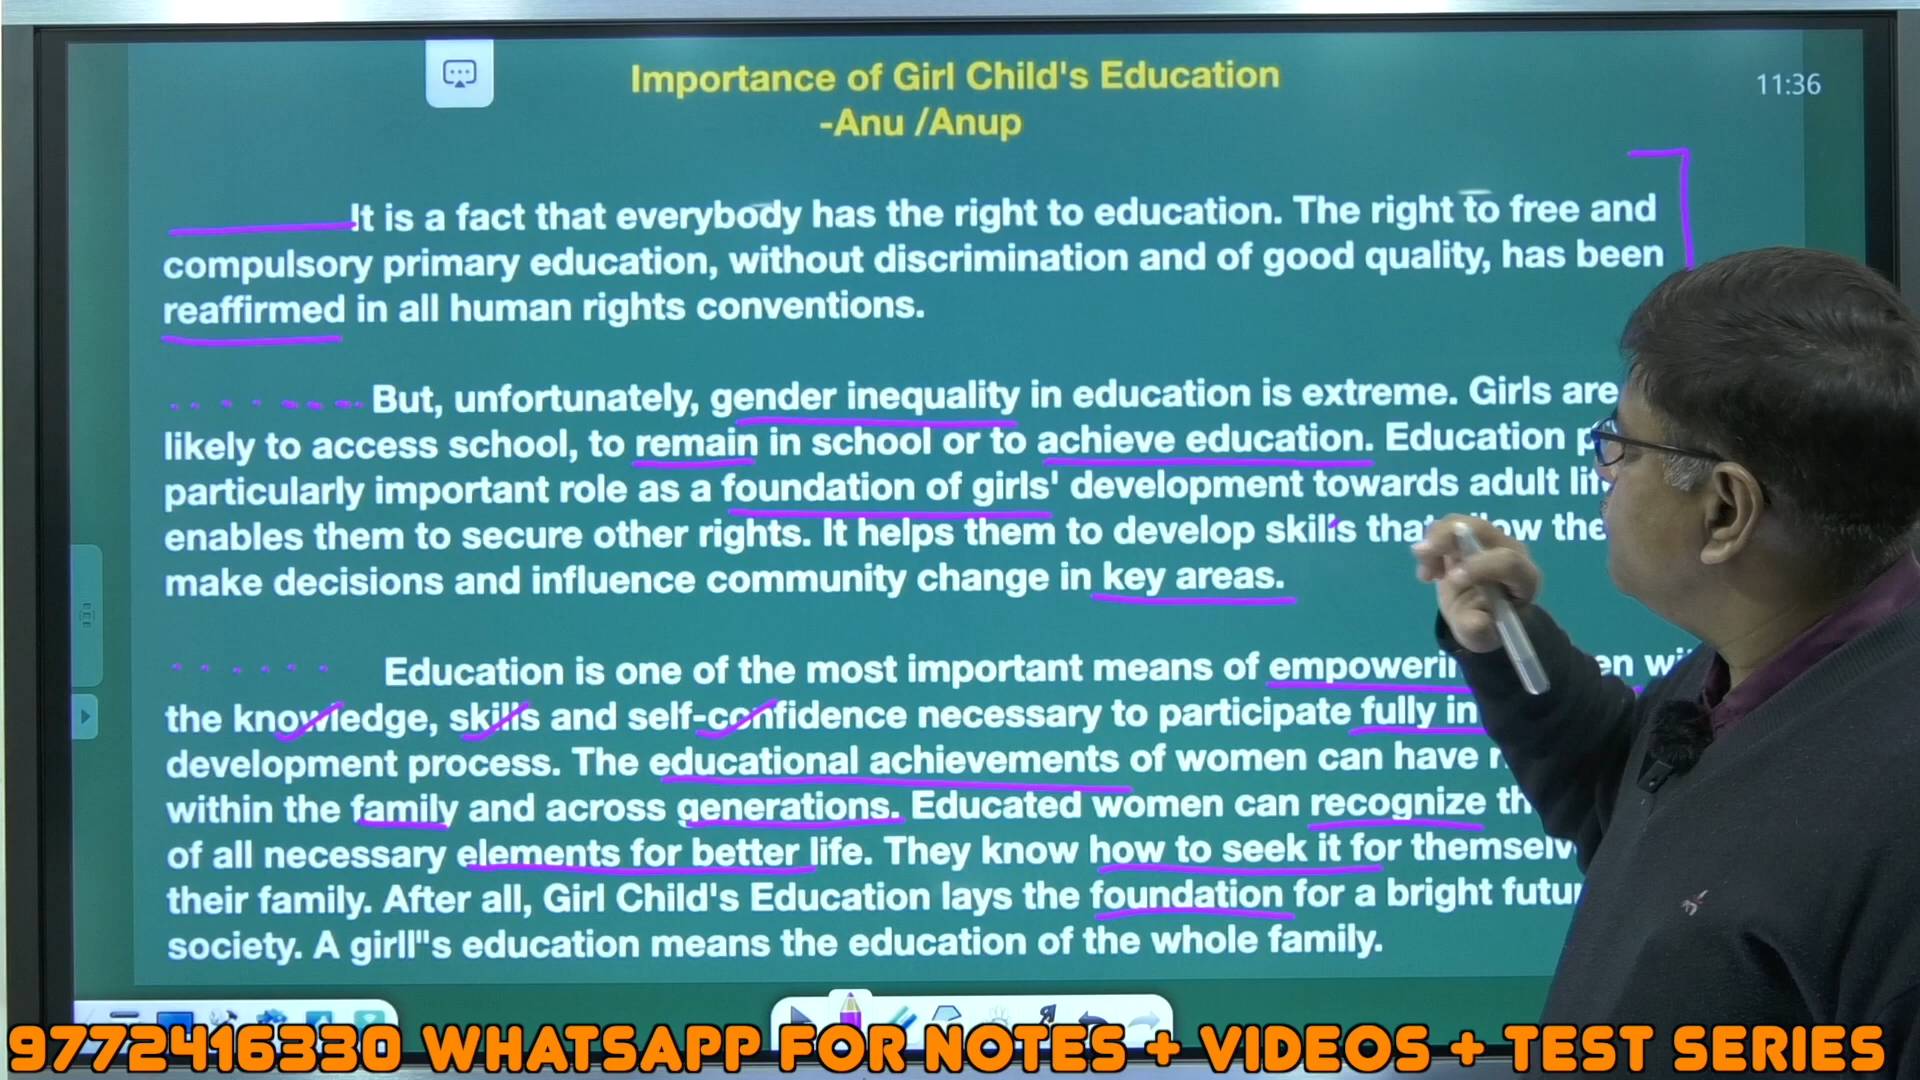 Importance of Girl Child's Education
11:36
-Anu /Anup
It is a fact that everybody has the right to education. The right to free and
compulsory primary education, without discrimination and of good quality, has been
reaffirmed in all human rights conventions.
But, unfortunately, gender inequality in education is extreme. Girls are
likely to access school, to remain in school or to achieve education. Education
particularly important role as a foundation of girls' development towards adult
enables them to secure other rights. It helps them to develop skills
make decisions and influence community change in key areas.
Education is one of the most important means of
the knowledge, skills and self-confidence necessary to participate fully in
development process. The educational achievements of women can have
within the family and across generations. Educated women can recognize
of all necessary elements for better life. They know how to seek it for
their family. After all, Girl Child's Education lays the foundation for a bright
society. A girll"s education means the education of the whole family.
9772416330 WHATSAPP FOR NOTES + VIDEOS + TEST SERIES